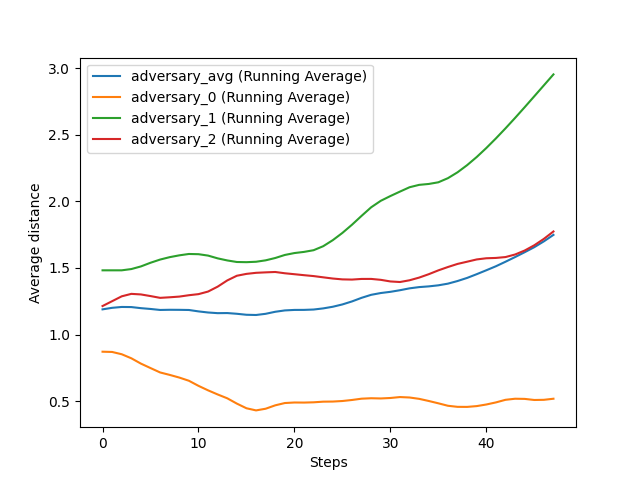 adversary_avg (Running Average)
adversary_0 (Running Average)
adversary_1 (Running Average)
adversary_2 (Running Average)
3.0
2.5
2.0
1.5
1.0
0.5
Average distance
0 10 20 30 40
Steps